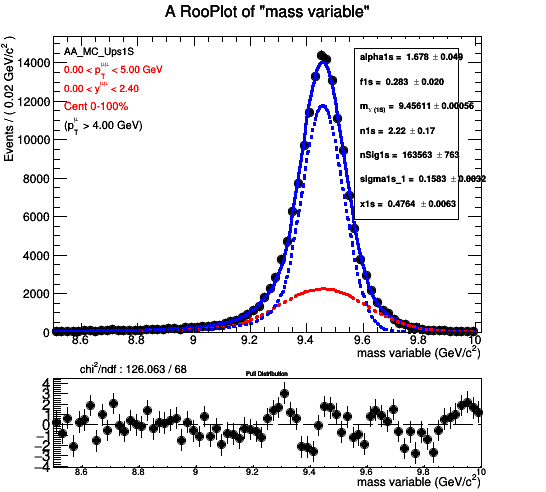 A RooPlot of "mass variable"
Events / ( 0.02 GeV/c² )
AA_MC_Ups1S
0.00 < p_T^μμ < 5.00 GeV
0.00 < y^μμ < 2.40
Cent 0-100%
(p_T^μ > 4.00 GeV)
alpha1s = 1.678 ± 0.049
f1s = 0.283 ± 0.020
m_ϒ (1S) = 9.45611 ± 0.00056
n1s = 2.22 ± 0.17
nSig1s = 163563 ± 763
sigma1s_1 = 0.1583 ± 0.0032
x1s = 0.4764 ± 0.0063
14000
12000
10000
8000
6000
4000
2000
0
8.6 8.8 9 9.2 9.4 9.6 9.8 10
mass variable (GeV/c²)
chi²/ndf : 126.063 / 68
Pull Distribution
4
3
2
1
0
−1
−2
−3
−4
8.6 8.8 9 9.2 9.4 9.6 9.8 10
mass variable (GeV/c²)